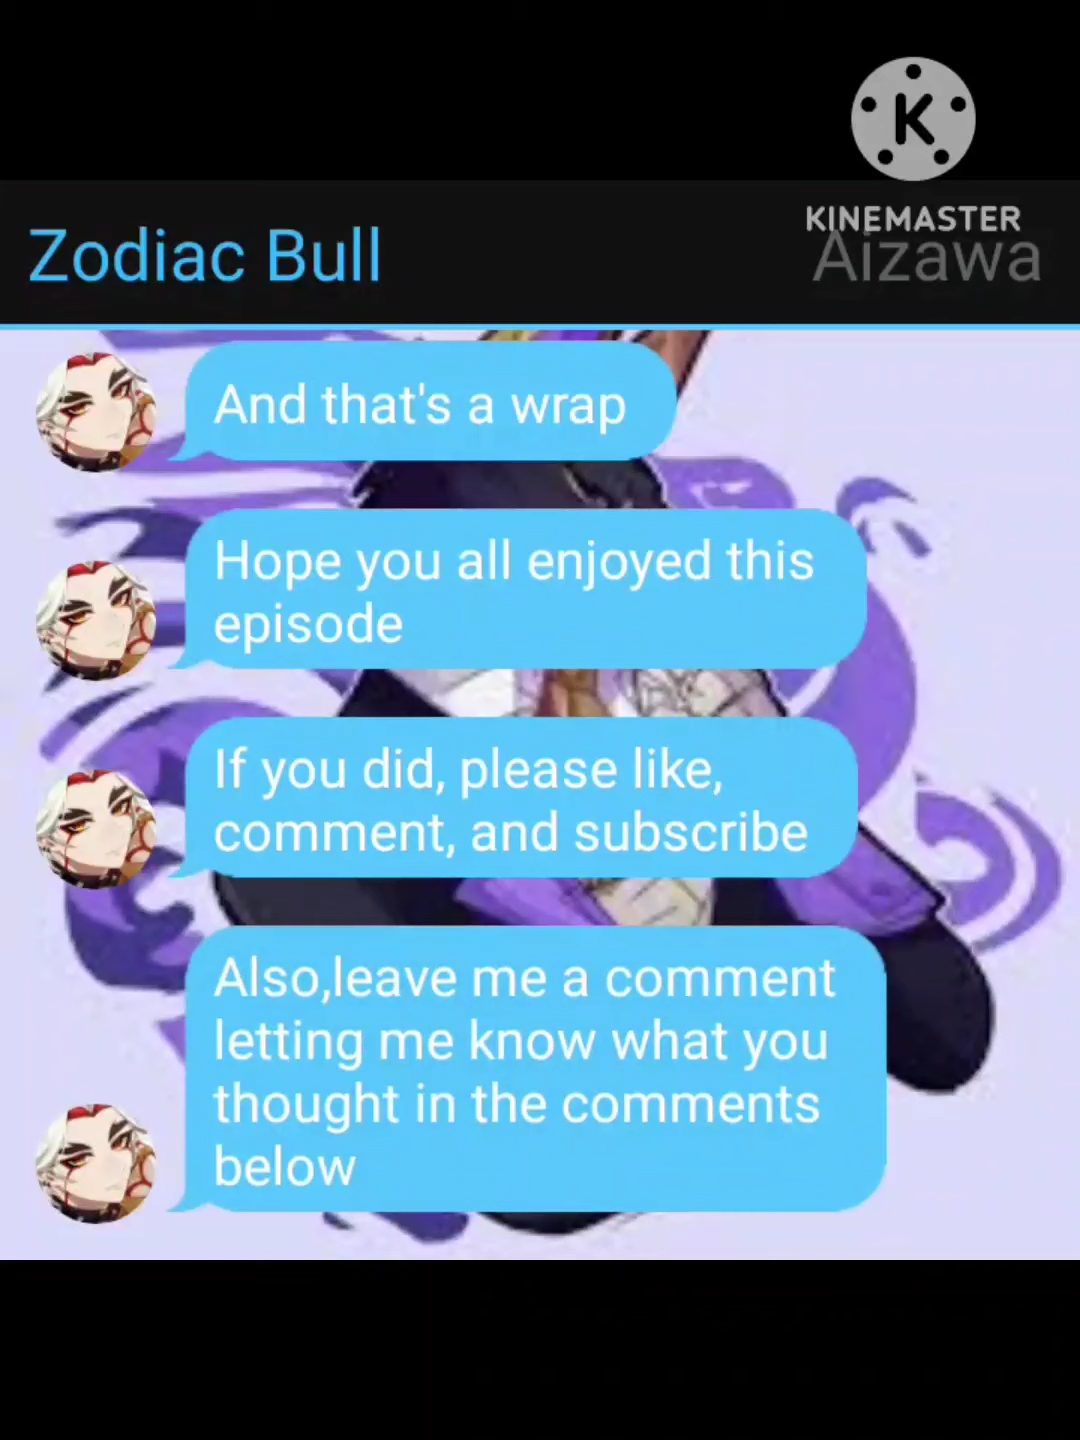 K
KINEMASTER
Zodiac Bull
Aizawa
And that's a wrap
Hope you all enjoyed this
episode
If you did, please like,
comment, and subscribe
Also,leave me a comment
letting me know what you
thought in the comments
below